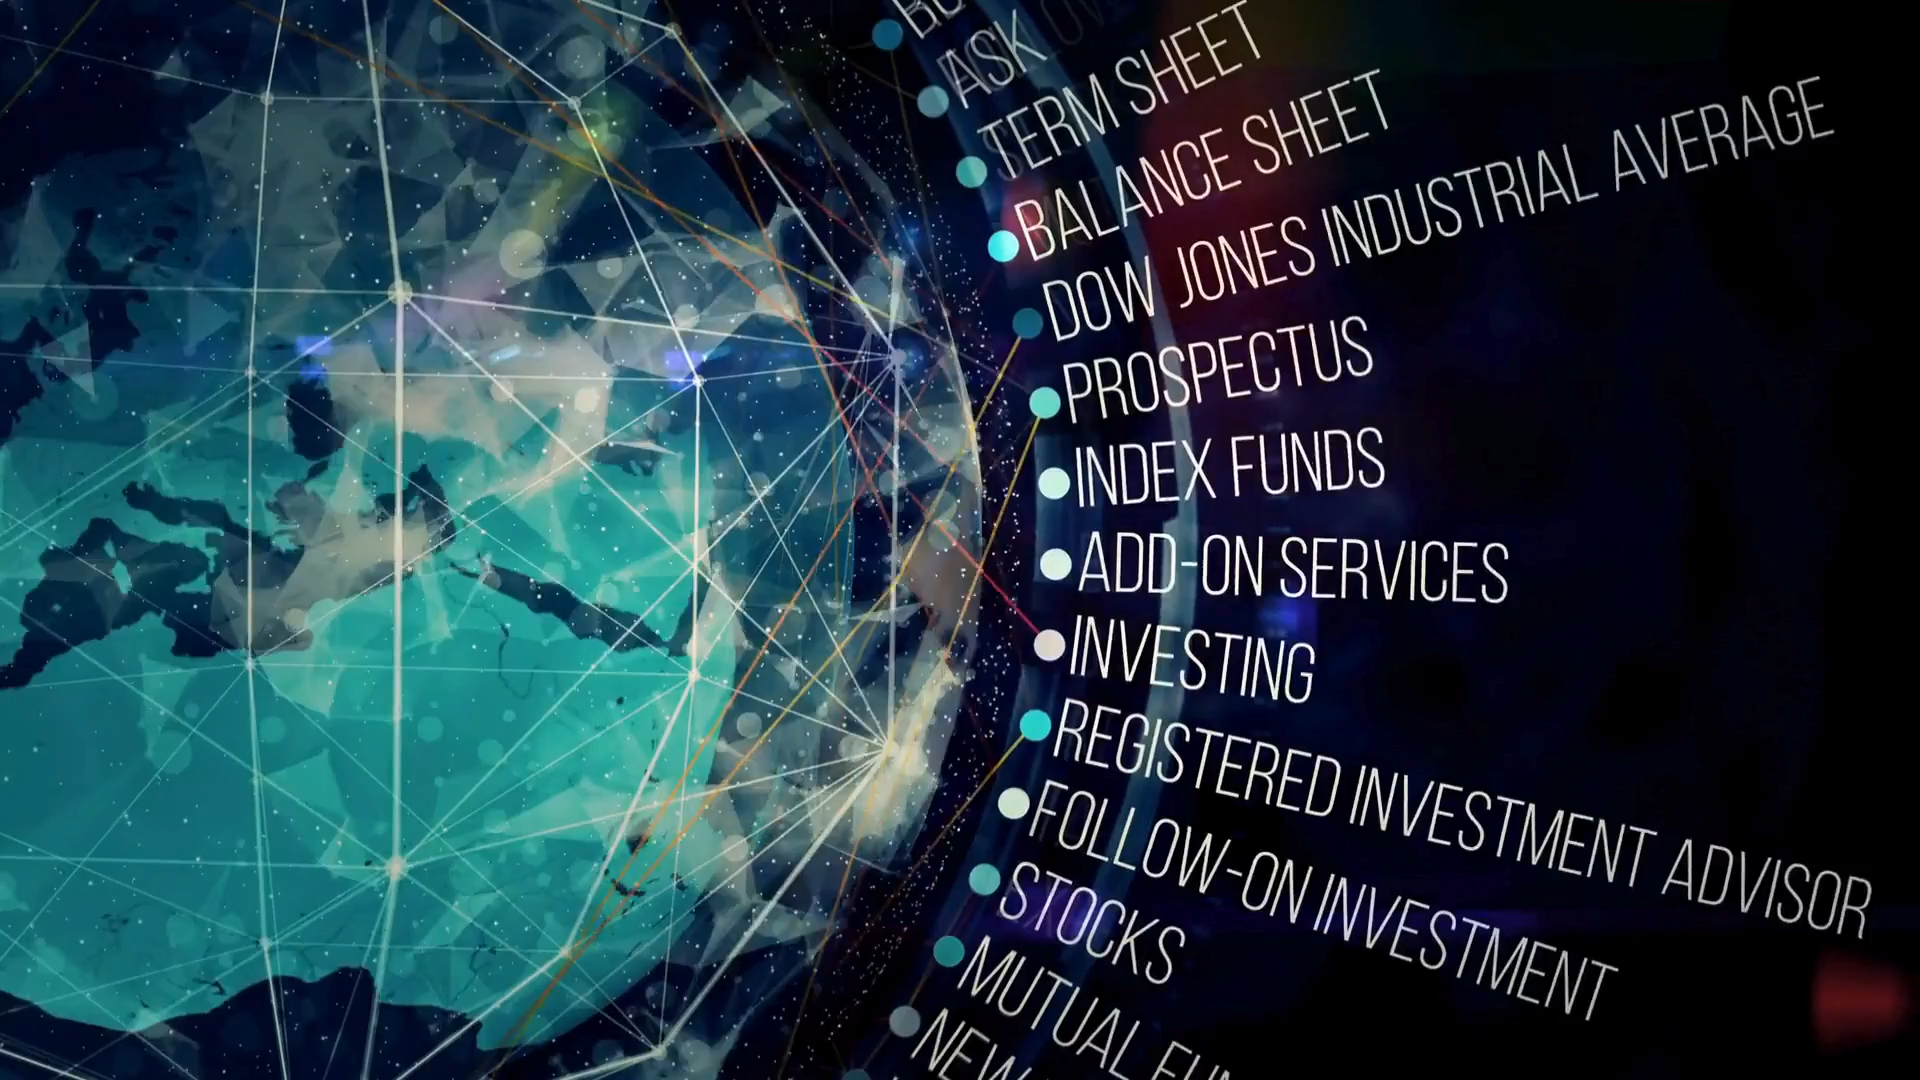 ASK
TERM SHEET
BALANCE SHEET
DOW JONES INDUSTRIAL AVERAGE
PROSPECTUS
INDEX FUNDS
ADD-ON SERVICES
INVESTING
REGISTERED INVESTMENT ADVISOR
FOLLOW-ON INVESTMENT
STOCKS
MUTUAL
NEW